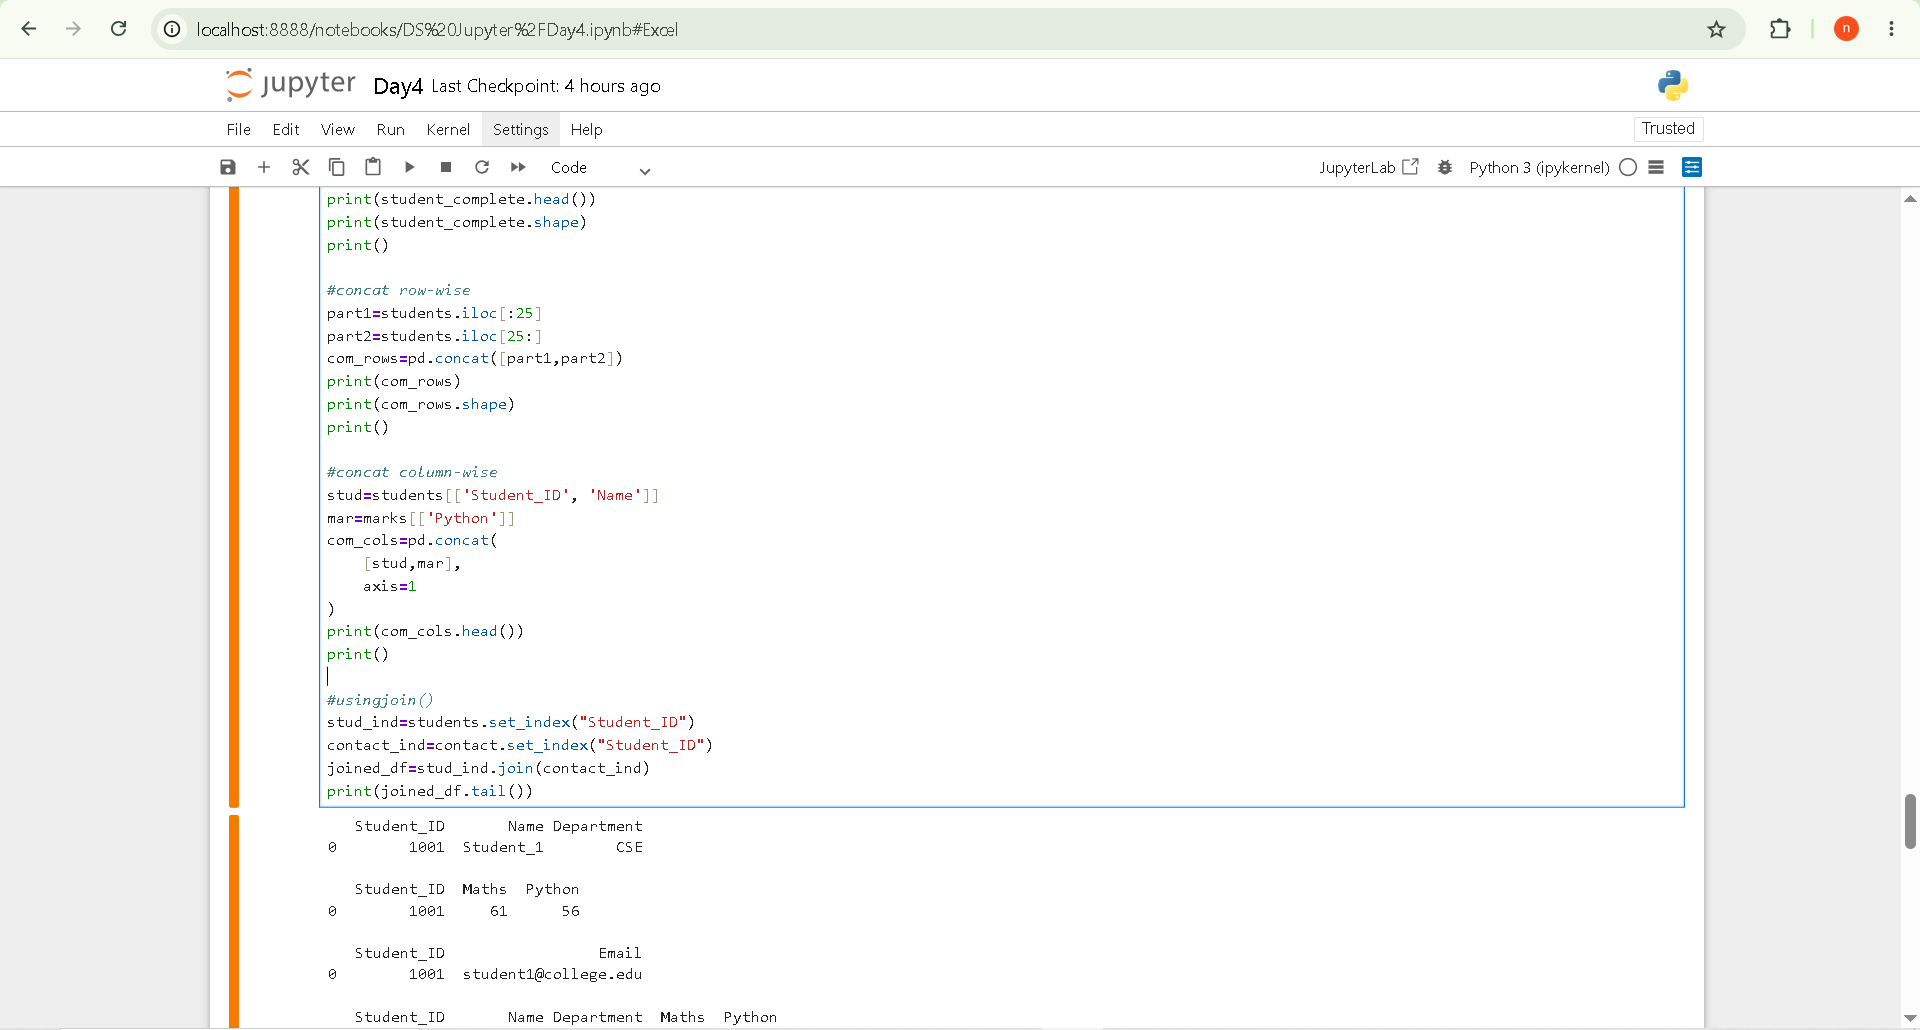 localhost:8888/notebooks/DS%20Jupyter%2FDay4.ipynb#Excel
n
jupyter Day4 Last Checkpoint: 4 hours ago
File Edit View Run Kernel Settings Help
Trusted
Code
JupyterLab Python 3 (ipykernel)
print(student_complete.head())
print(student_complete.shape)
print()
#concat row-wise
part1=students.iloc[:25]
part2=students.iloc[25:]
com_rows=pd.concat([part1,part2])
print(com_rows)
print(com_rows.shape)
print()
#concat column-wise
stud=students[['Student_ID', 'Name']]
mar=marks[['Python']]
com_cols=pd.concat(
    [stud,mar],
    axis=1
)
print(com_cols.head())
print()
#usingjoin()
stud_ind=students.set_index("Student_ID")
contact_ind=contact.set_index("Student_ID")
joined_df=stud_ind.join(contact_ind)
print(joined_df.tail())
   Student_ID       Name Department
0        1001  Student_1        CSE
   Student_ID  Maths  Python
0        1001     61      56
   Student_ID                 Email
0        1001  student1@college.edu
   Student_ID       Name Department  Maths  Python